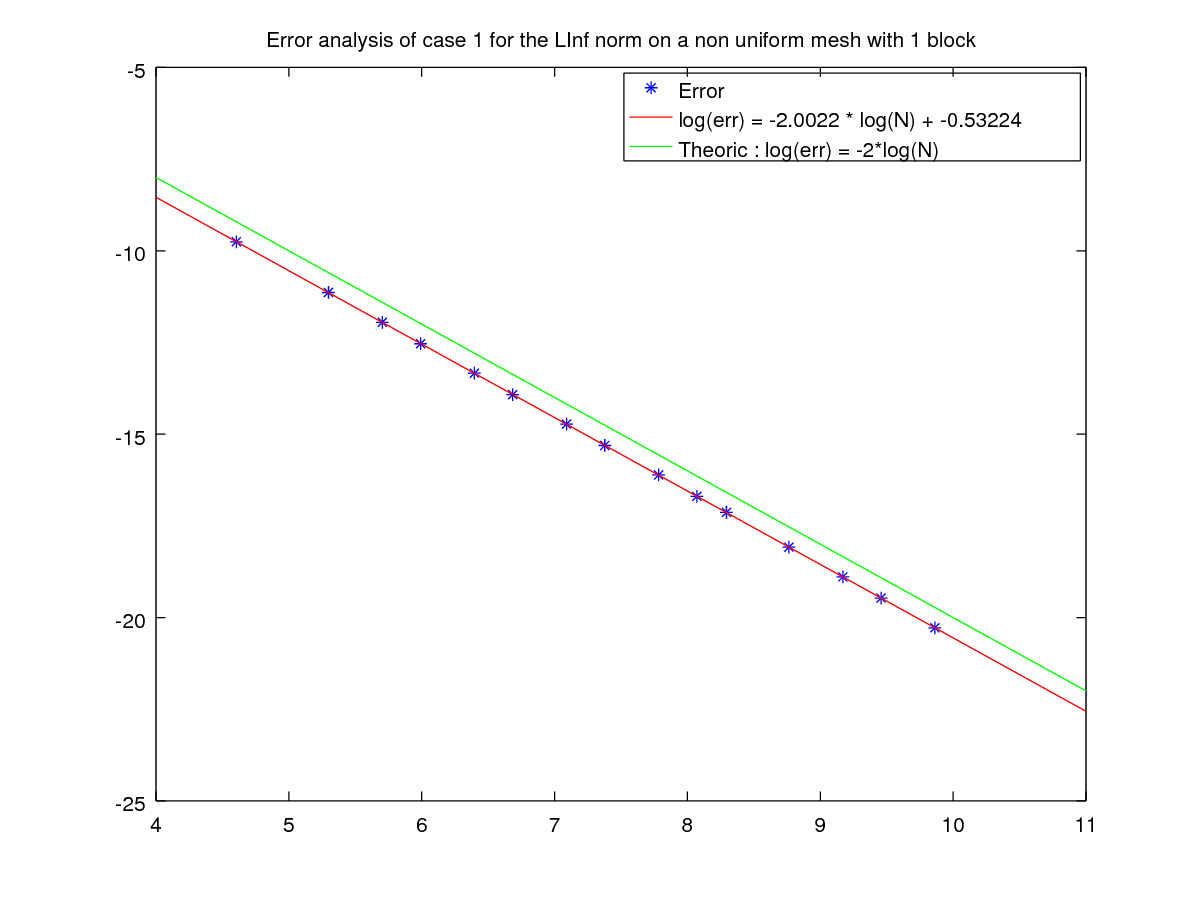 Error analysis of case 1 for the LInf norm on a non uniform mesh with 1 block
Error
log(err) = -2.0022 * log(N) + -0.53224
Theoric : log(err) = -2*log(N)
-5
-10
-15
-20
-25
4 5 6 7 8 9 10 11